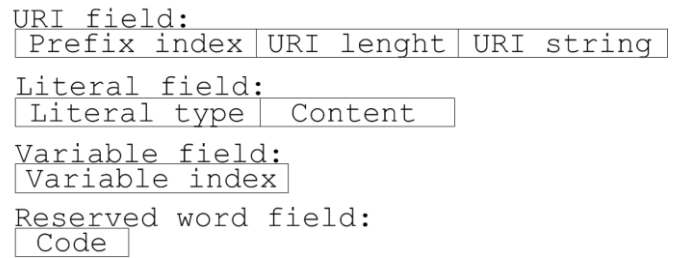 URI field:
Prefix index URI lenght URI string
Literal field:
Literal type Content
Variable field:
Variable index
Reserved word field:
Code